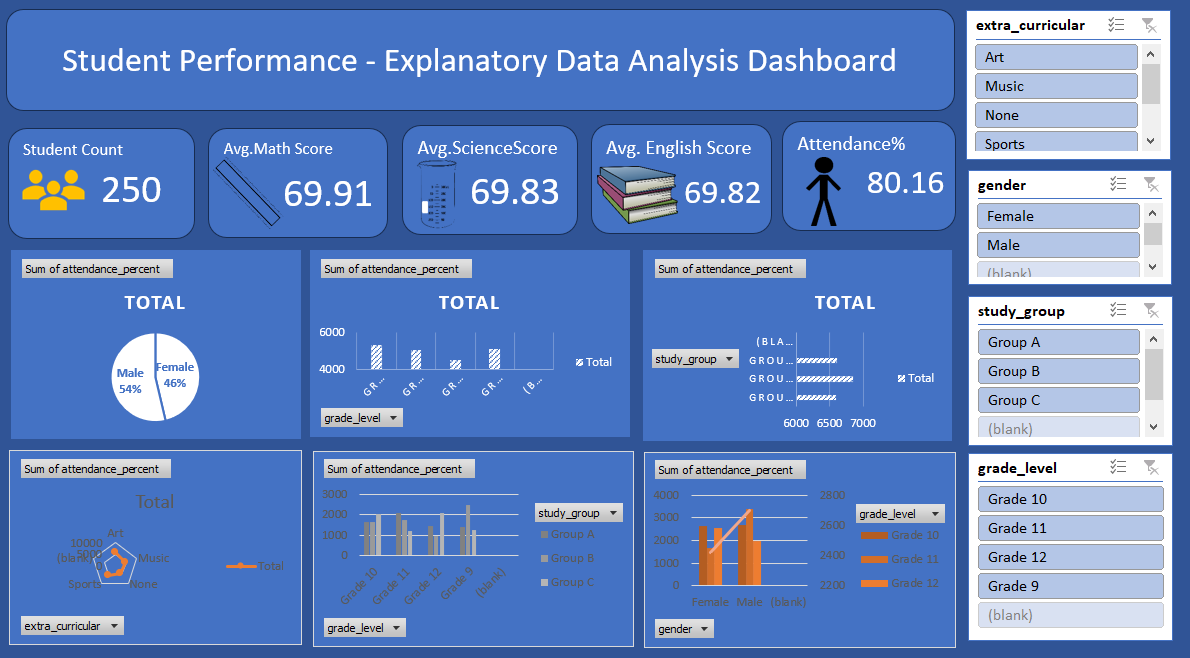 Student Performance - Explanatory Data Analysis Dashboard
Student Count
250
Avg.Math Score
69.91
Avg.ScienceScore
69.83
Avg. English Score
69.82
Attendance%
80.16
Sum of attendance_percent
TOTAL
Male
54%
Female
46%
Sum of attendance_percent
TOTAL
6000
4000
GR...
GR...
GR...
GR...
(B...
Total
grade_level
Sum of attendance_percent
TOTAL
study_group
(BLA...
GROU...
GROU...
GROU...
6000 6500 7000
Total
Sum of attendance_percent
Total
Art
10000
5000
0
(blank)
Music
Sports
None
Total
extra_curricular
Sum of attendance_percent
3000
2000
1000
0
Grade 10
Grade 11
Grade 12
Grade 9
(blank)
study_group
Group A
Group B
Group C
grade_level
Sum of attendance_percent
4000
3000
2000
1000
0
2800
2600
2400
2200
Female Male (blank)
grade_level
Grade 10
Grade 11
Grade 12
gender
extra_curricular
Art
Music
None
Sports
gender
Female
Male
(blank)
study_group
Group A
Group B
Group C
(blank)
grade_level
Grade 10
Grade 11
Grade 12
Grade 9
(blank)